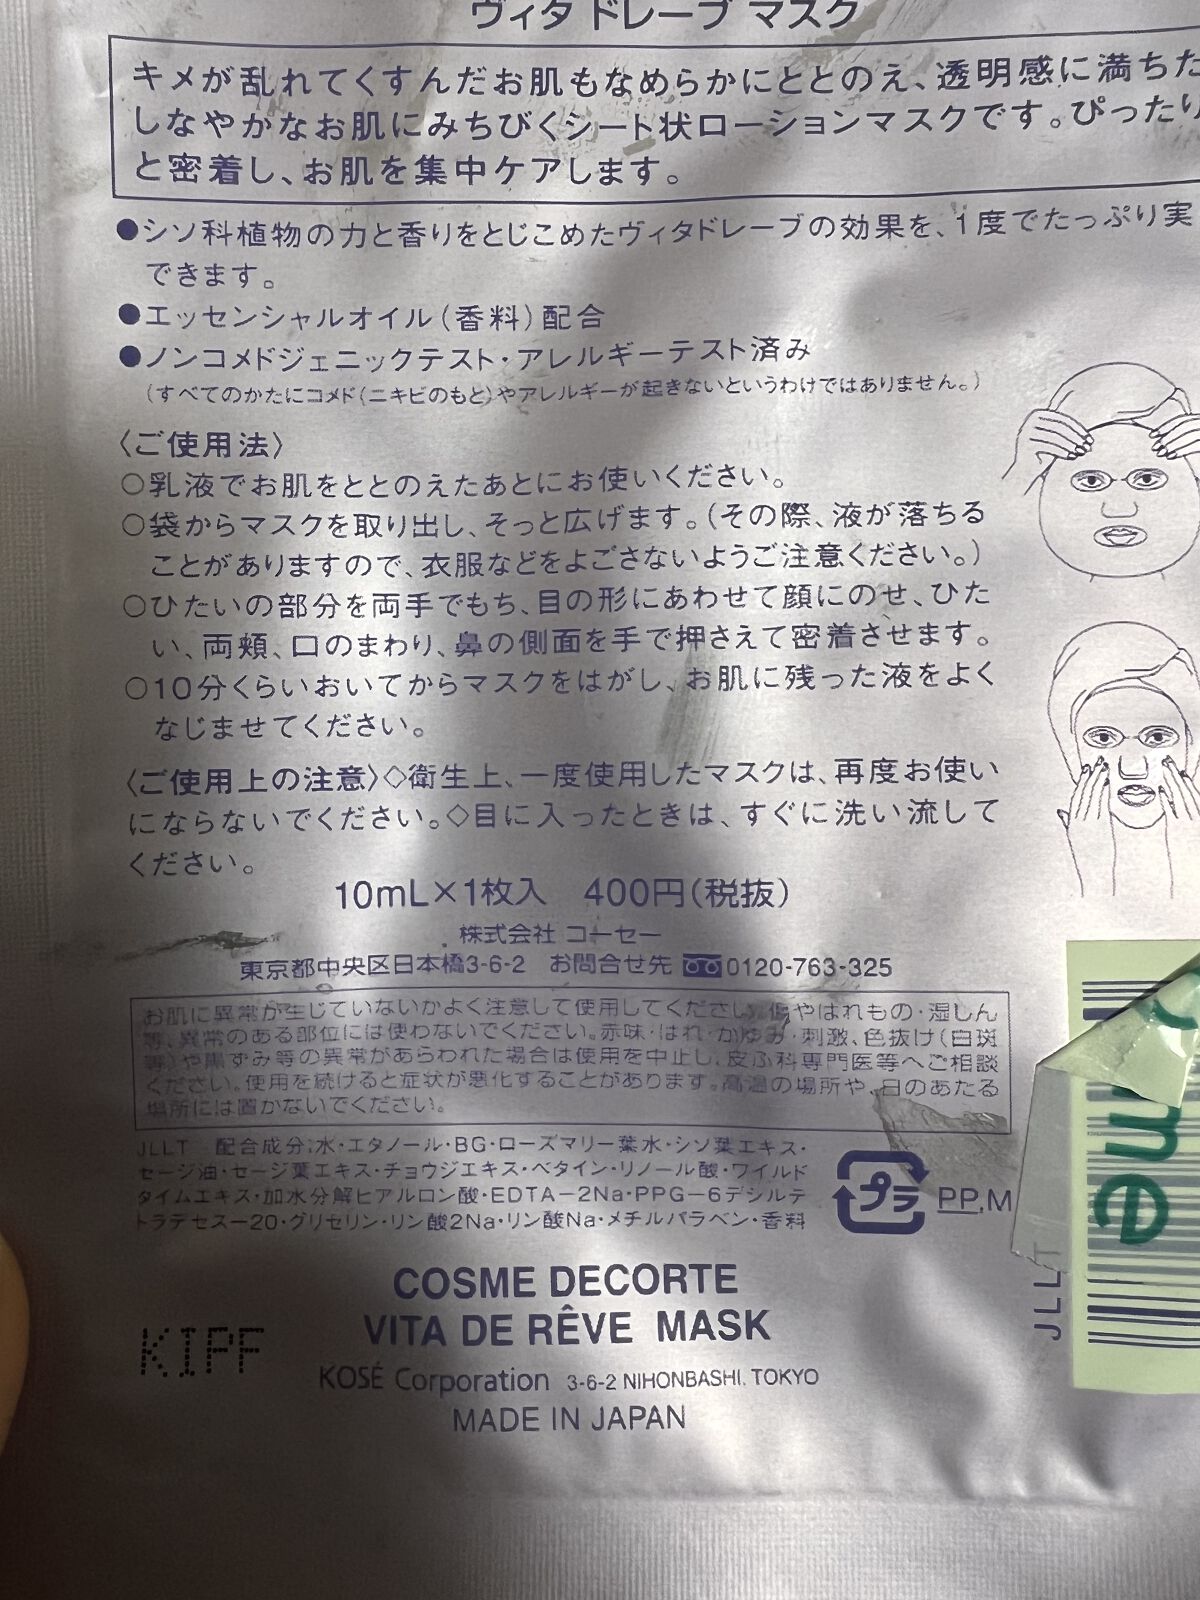 ヴィタ ドレーブ マスク
キメが乱れてくすんだお肌もなめらかにととのえ、透明感に満ちた
しなやかなお肌にみちびくシート状ローションマスクです。ぴったり
と密着し、お肌を集中ケアします。
●シソ科植物の力と香りをとじこめたヴィタドレーブの効果を、1度でたっぷり実
できます。
●エッセンシャルオイル(香料)配合
●ノンコメドジェニックテスト・アレルギーテスト済み
(すべてのかたにコメド(ニキビのもと)やアレルギーが起きないというわけではありません。)
〈ご使用法〉
○乳液でお肌をととのえたあとにお使いください。
○袋からマスクを取り出し、そっと広げます。(その際、液が落ちる
ことがありますので、衣服などをよごさないようご注意ください。)
○ひたいの部分を両手でもち、目の形にあわせて顔にのせ、ひた
い、両頬、口のまわり、鼻の側面を手で押さえて密着させます。
○10分くらいおいてからマスクをはがし、お肌に残った液をよく
なじませてください。
〈ご使用上の注意〉◇衛生上、一度使用したマスクは、再度お使い
にならないでください。◇目に入ったときは、すぐに洗い流して
ください。
10mL×1枚入 400円(税抜)
株式会社 コーセー
東京都中央区日本橋3-6-2 お問合せ先 0120-763-325
お肌に異常が生じていないかよく注意して使用してください。傷やはれもの・湿しん
等、異常のある部位には使わないでください。赤味・はれ・かゆみ・刺激、色抜け(白斑
等)や黒ずみ等の異常があらわれた場合は使用を中止し、皮ふ科専門医等へご相談
ください。使用を続けると症状が悪化することがあります。高温の場所や、日のあたる
場所には置かないでください。
JLLT 配合成分:水・エタノール・BG・ローズマリー葉水・シソ葉エキス・
セージ油・セージ葉エキス・チョウジエキス・ベタイン・リノール酸・ワイルド
タイムエキス・加水分解ヒアルロン酸・EDTA－2Na・PPG－6デシルテ
トラデセス－20・グリセリン・リン酸2Na・リン酸Na・メチルパラベン・香料
プラ PP,M
me
JLLT
COSME DECORTE
VITA DE RÊVE MASK
KIPF
KOSÉ Corporation 3-6-2 NIHONBASHI, TOKYO
MADE IN JAPAN